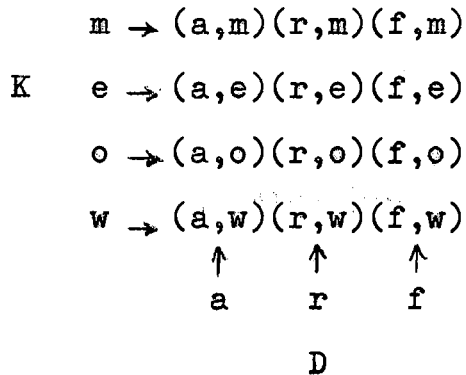 m → (a,m)(r,m)(f,m)
K e → (a,e)(r,e)(f,e)
o → (a,o)(r,o)(f,o)
w → (a,w)(r,w)(f,w)
↑ ↑ ↑
a r f
D